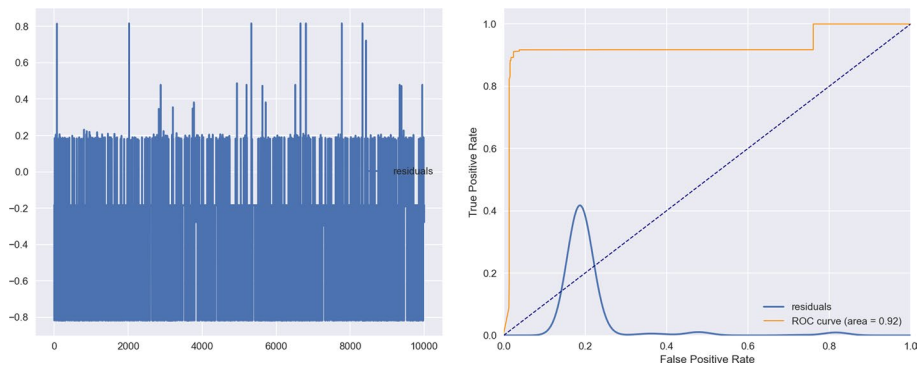 0.8
0.6
0.4
0.2
0.0
−0.2
−0.4
−0.6
−0.8
0 2000 4000 6000 8000 10000
residuals
True Positive Rate
1.0
0.8
0.6
0.4
0.2
0.0
0.0 0.2 0.4 0.6 0.8 1.0
False Positive Rate
residuals
ROC curve (area = 0.92)